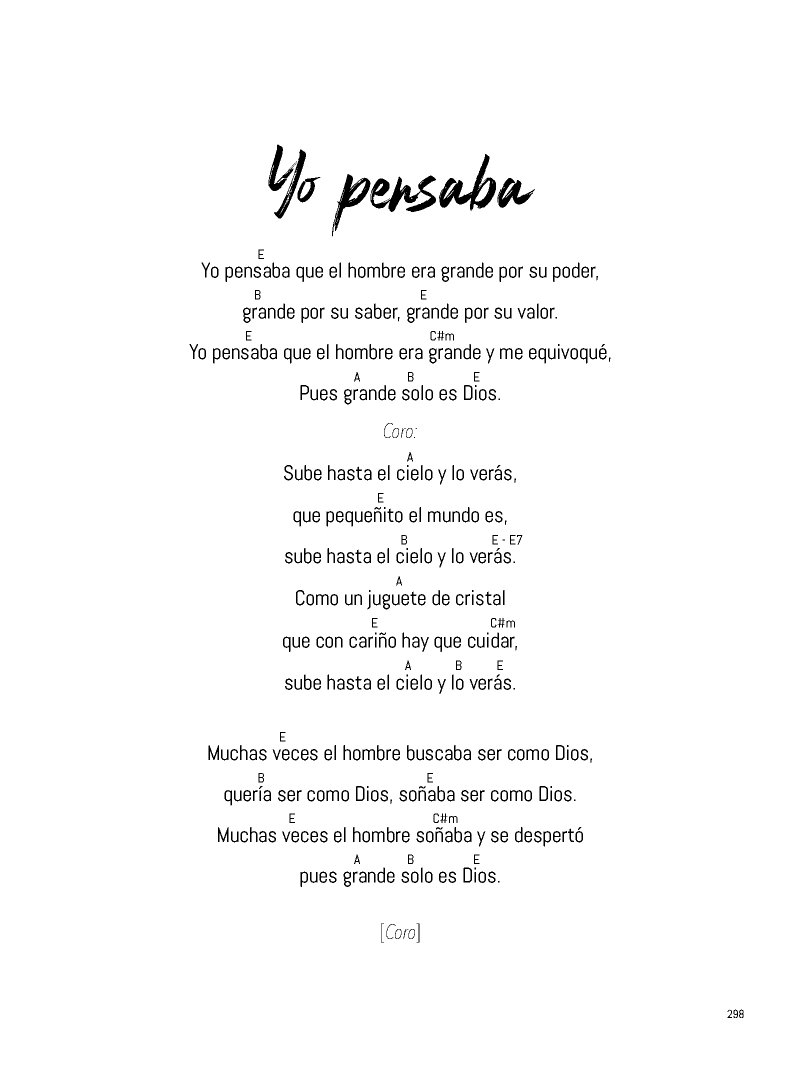 Yo pensaba
E
Yo pensaba que el hombre era grande por su poder,
B E
grande por su saber, grande por su valor.
E C#m
Yo pensaba que el hombre era grande y me equivoqué,
A B E
Pues grande solo es Dios.
Coro:
A
Sube hasta el cielo y lo verás,
E
que pequeñito el mundo es,
B E - E7
sube hasta el cielo y lo verás.
A
Como un juguete de cristal
E C#m
que con cariño hay que cuidar,
A B E
sube hasta el cielo y lo verás.
E
Muchas veces el hombre buscaba ser como Dios,
B E
quería ser como Dios, soñaba ser como Dios.
E C#m
Muchas veces el hombre soñaba y se despertó
A B E
pues grande solo es Dios.
[Coro]
298